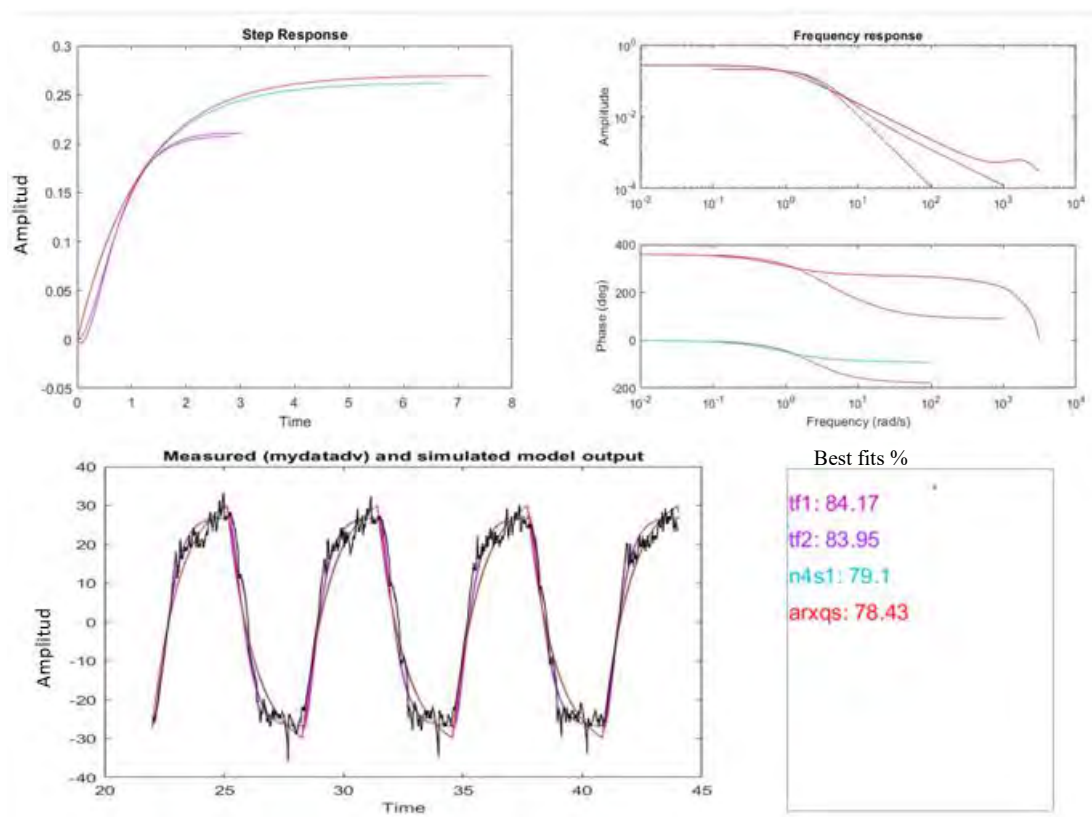 Step Response
0.3
0.25
0.2
0.15
0.1
0.05
0
-0.05
Amplitud
0 1 2 3 4 5 6 7 8
Time
Frequency response
10^0
10^-2
10^-4
Amplitude
10^-2 10^-1 10^0 10^1 10^2 10^3 10^4
400
200
0
-200
Phase (deg)
10^-2 10^-1 10^0 10^1 10^2 10^3 10^4
Frequency (rad/s)
Measured (mydatadv) and simulated model output
40
30
20
10
0
-10
-20
-30
-40
Amplitud
20 25 30 35 40 45
Time
Best fits %
tf1: 84.17
tf2: 83.95
n4s1: 79.1
arxqs: 78.43